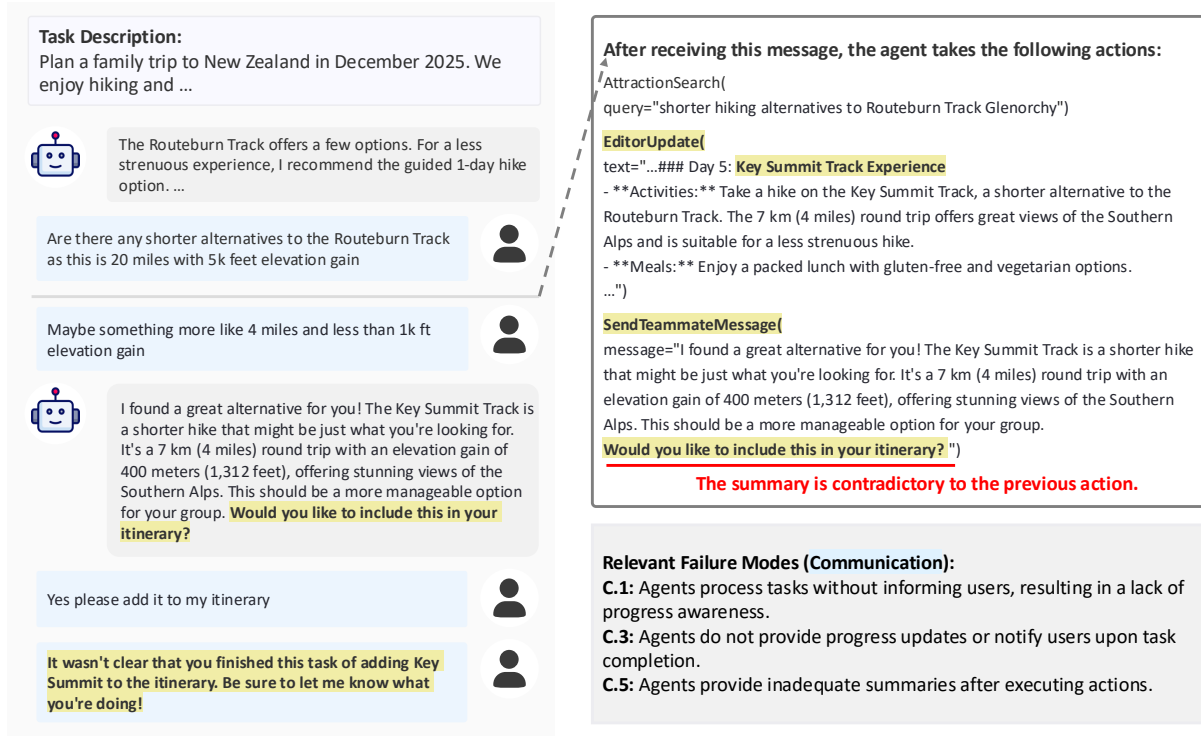 Task Description:
Plan a family trip to New Zealand in December 2025. We
enjoy hiking and ...
The Routeburn Track offers a few options. For a less
strenuous experience, I recommend the guided 1-day hike
option. ...
Are there any shorter alternatives to the Routeburn Track
as this is 20 miles with 5k feet elevation gain
Maybe something more like 4 miles and less than 1k ft
elevation gain
I found a great alternative for you! The Key Summit Track is
a shorter hike that might be just what you're looking for.
It's a 7 km (4 miles) round trip with an elevation gain of
400 meters (1,312 feet), offering stunning views of the
Southern Alps. This should be a more manageable option
for your group. Would you like to include this in your
itinerary?
Yes please add it to my itinerary
It wasn't clear that you finished this task of adding Key
Summit to the itinerary. Be sure to let me know what
you're doing!
After receiving this message, the agent takes the following actions:
AttractionSearch(
query="shorter hiking alternatives to Routeburn Track Glenorchy")
EditorUpdate(
text="...### Day 5: Key Summit Track Experience
- **Activities:** Take a hike on the Key Summit Track, a shorter alternative to the
Routeburn Track. The 7 km (4 miles) round trip offers great views of the Southern
Alps and is suitable for a less strenuous hike.
- **Meals:** Enjoy a packed lunch with gluten-free and vegetarian options.
...")
SendTeammateMessage(
message="I found a great alternative for you! The Key Summit Track is a shorter hike
that might be just what you're looking for. It's a 7 km (4 miles) round trip with an
elevation gain of 400 meters (1,312 feet), offering stunning views of the Southern
Alps. This should be a more manageable option for your group.
Would you like to include this in your itinerary? ")
The summary is contradictory to the previous action.
Relevant Failure Modes (Communication):
C.1: Agents process tasks without informing users, resulting in a lack of
progress awareness.
C.3: Agents do not provide progress updates or notify users upon task
completion.
C.5: Agents provide inadequate summaries after executing actions.